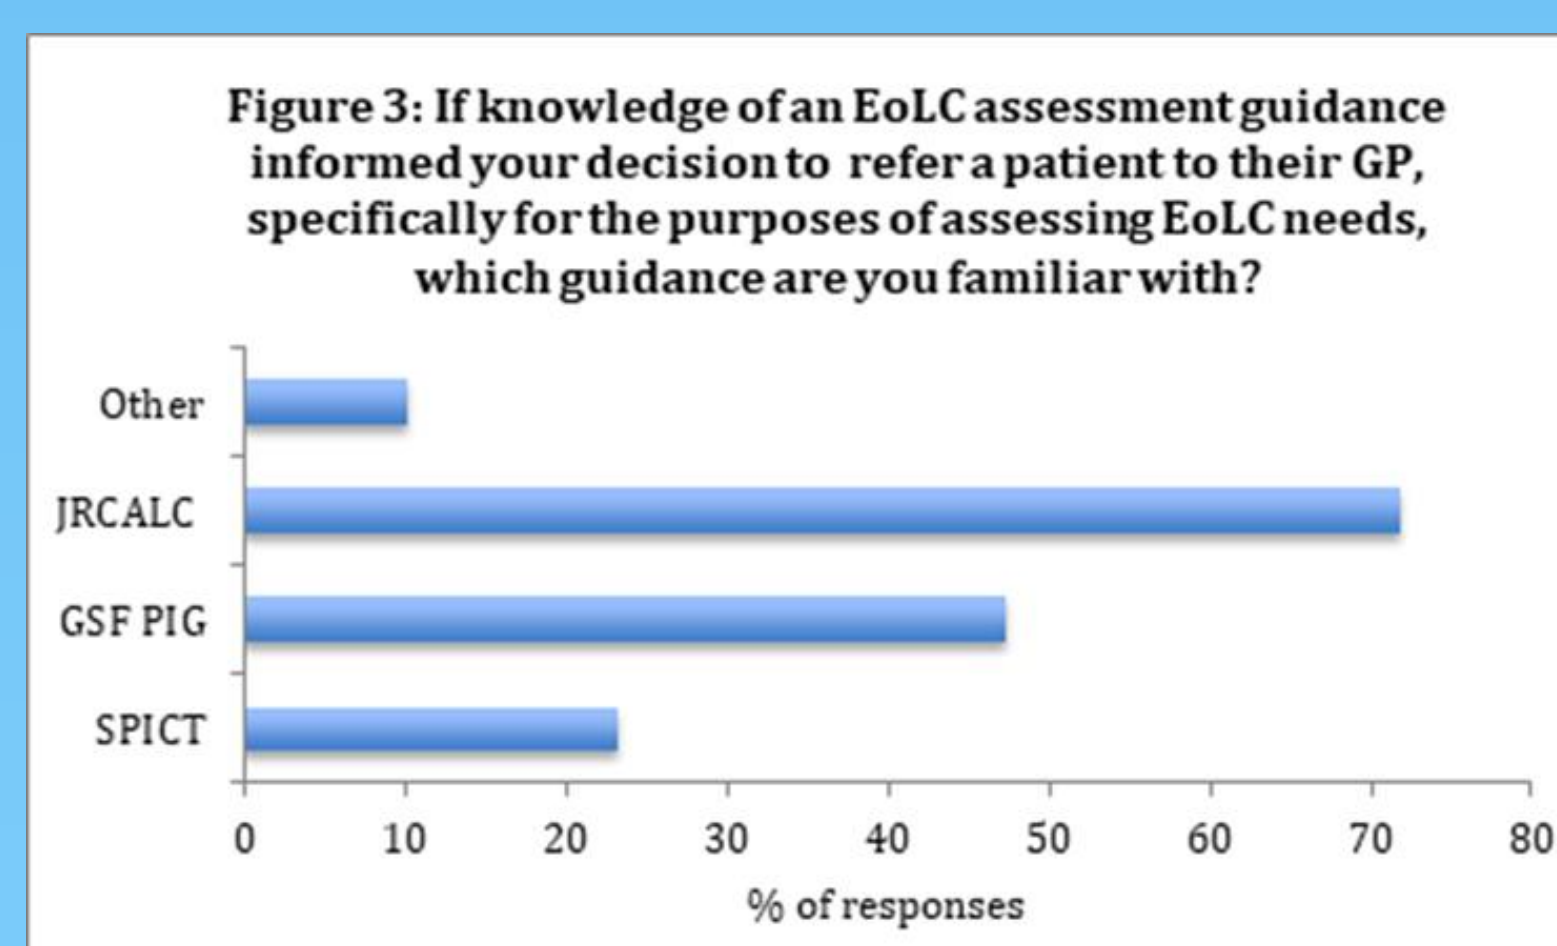 Figure 3: If knowledge of an EoLC assessment guidance
informed your decision to refer a patient to their GP,
specifically for the purposes of assessing EoLC needs,
which guidance are you familiar with?
Other
JRCALC
GSF PIG
SPICT
0 10 20 30 40 50 60 70 80
% of responses